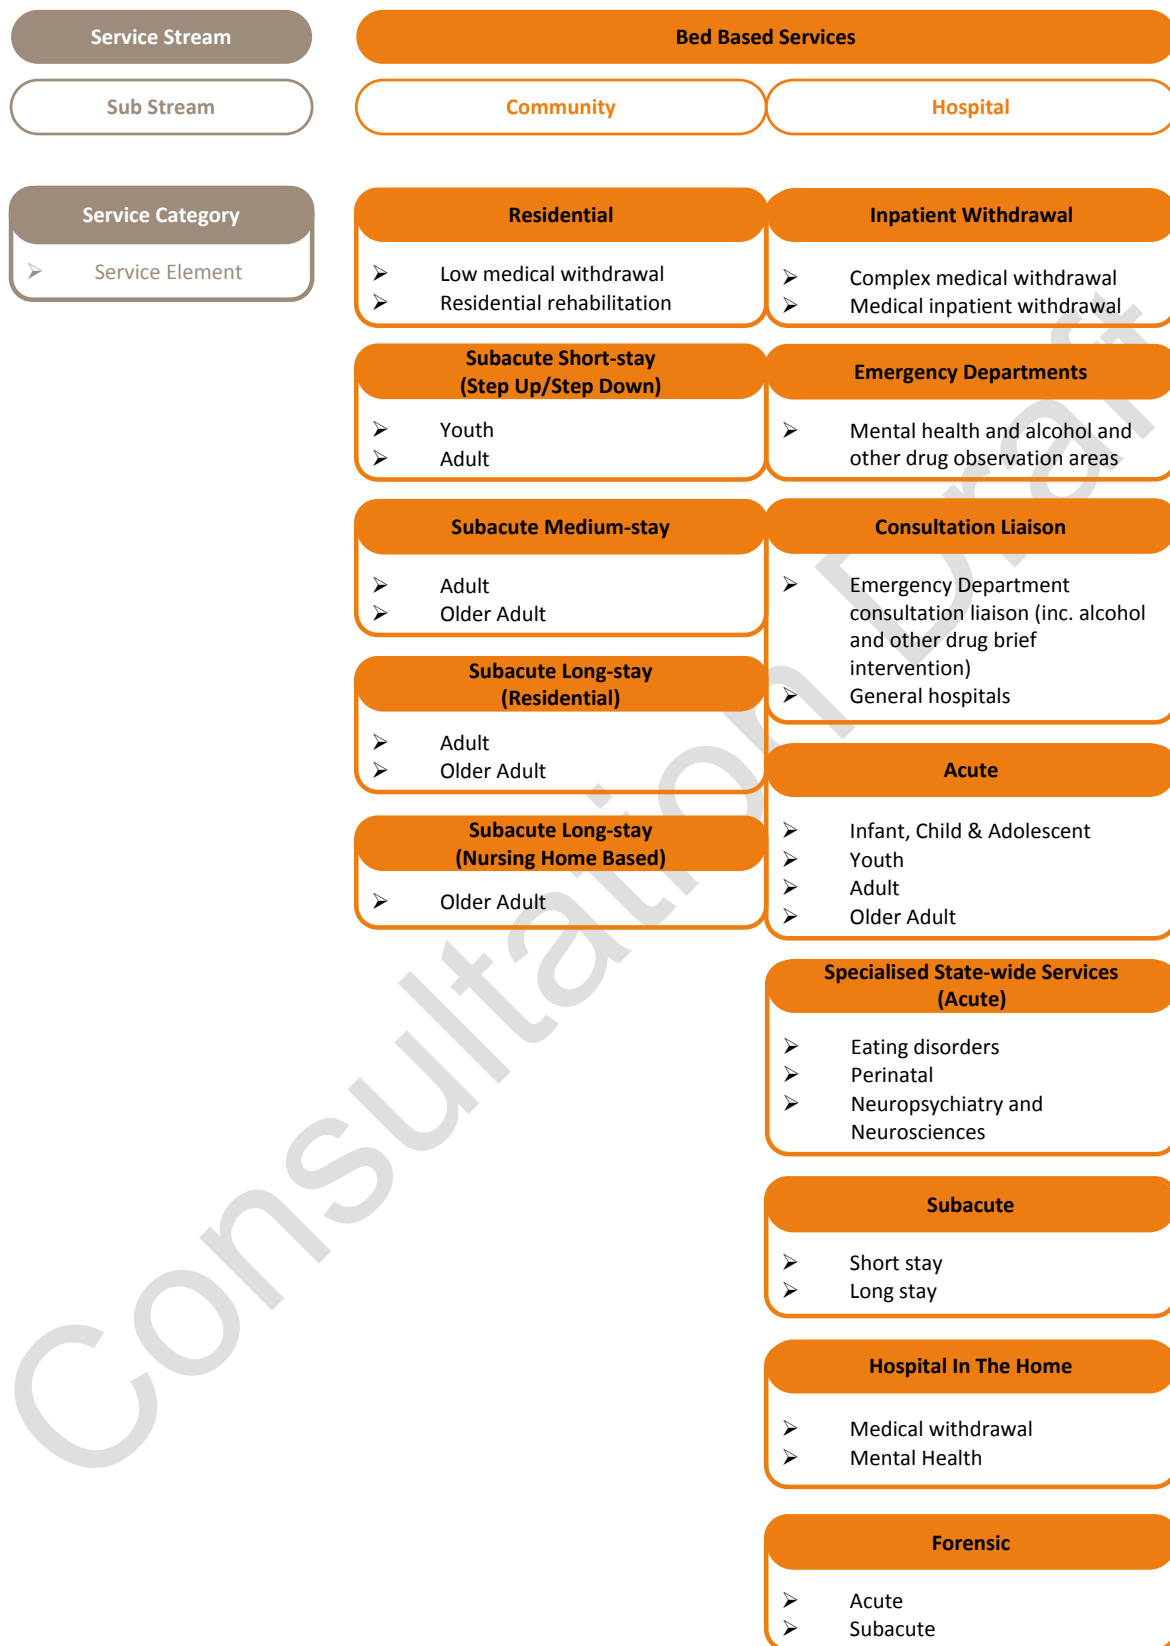 Service Stream
Bed Based Services
Sub Stream
Community
Hospital
Service Category
➢ Service Element
Residential
➢ Low medical withdrawal
➢ Residential rehabilitation
Subacute Short-stay
(Step Up/Step Down)
➢ Youth
➢ Adult
Subacute Medium-stay
➢ Adult
➢ Older Adult
Subacute Long-stay
(Residential)
➢ Adult
➢ Older Adult
Subacute Long-stay
(Nursing Home Based)
➢ Older Adult
Inpatient Withdrawal
➢ Complex medical withdrawal
➢ Medical inpatient withdrawal
Emergency Departments
➢ Mental health and alcohol and
other drug observation areas
Consultation Liaison
➢ Emergency Department
consultation liaison (inc. alcohol
and other drug brief
intervention)
➢ General hospitals
Acute
➢ Infant, Child & Adolescent
➢ Youth
➢ Adult
➢ Older Adult
Specialised State-wide Services
(Acute)
➢ Eating disorders
➢ Perinatal
➢ Neuropsychiatry and
Neurosciences
Subacute
➢ Short stay
➢ Long stay
Hospital In The Home
➢ Medical withdrawal
➢ Mental Health
Forensic
➢ Acute
➢ Subacute
Consultation Draft